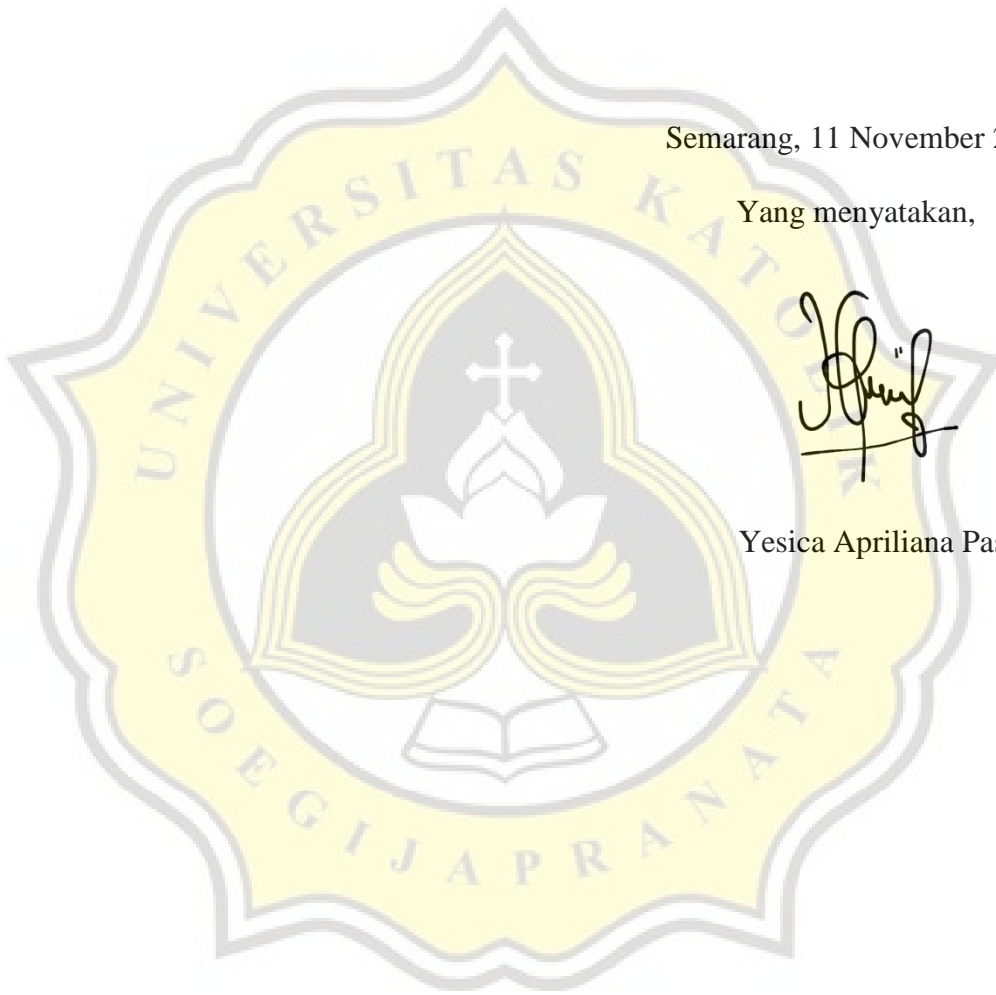 Semarang, 11 November
Yang menyatakan,
Yesica Apriliana
UNIVERSITAS KATOLIK
SOEGIJAPRANATA